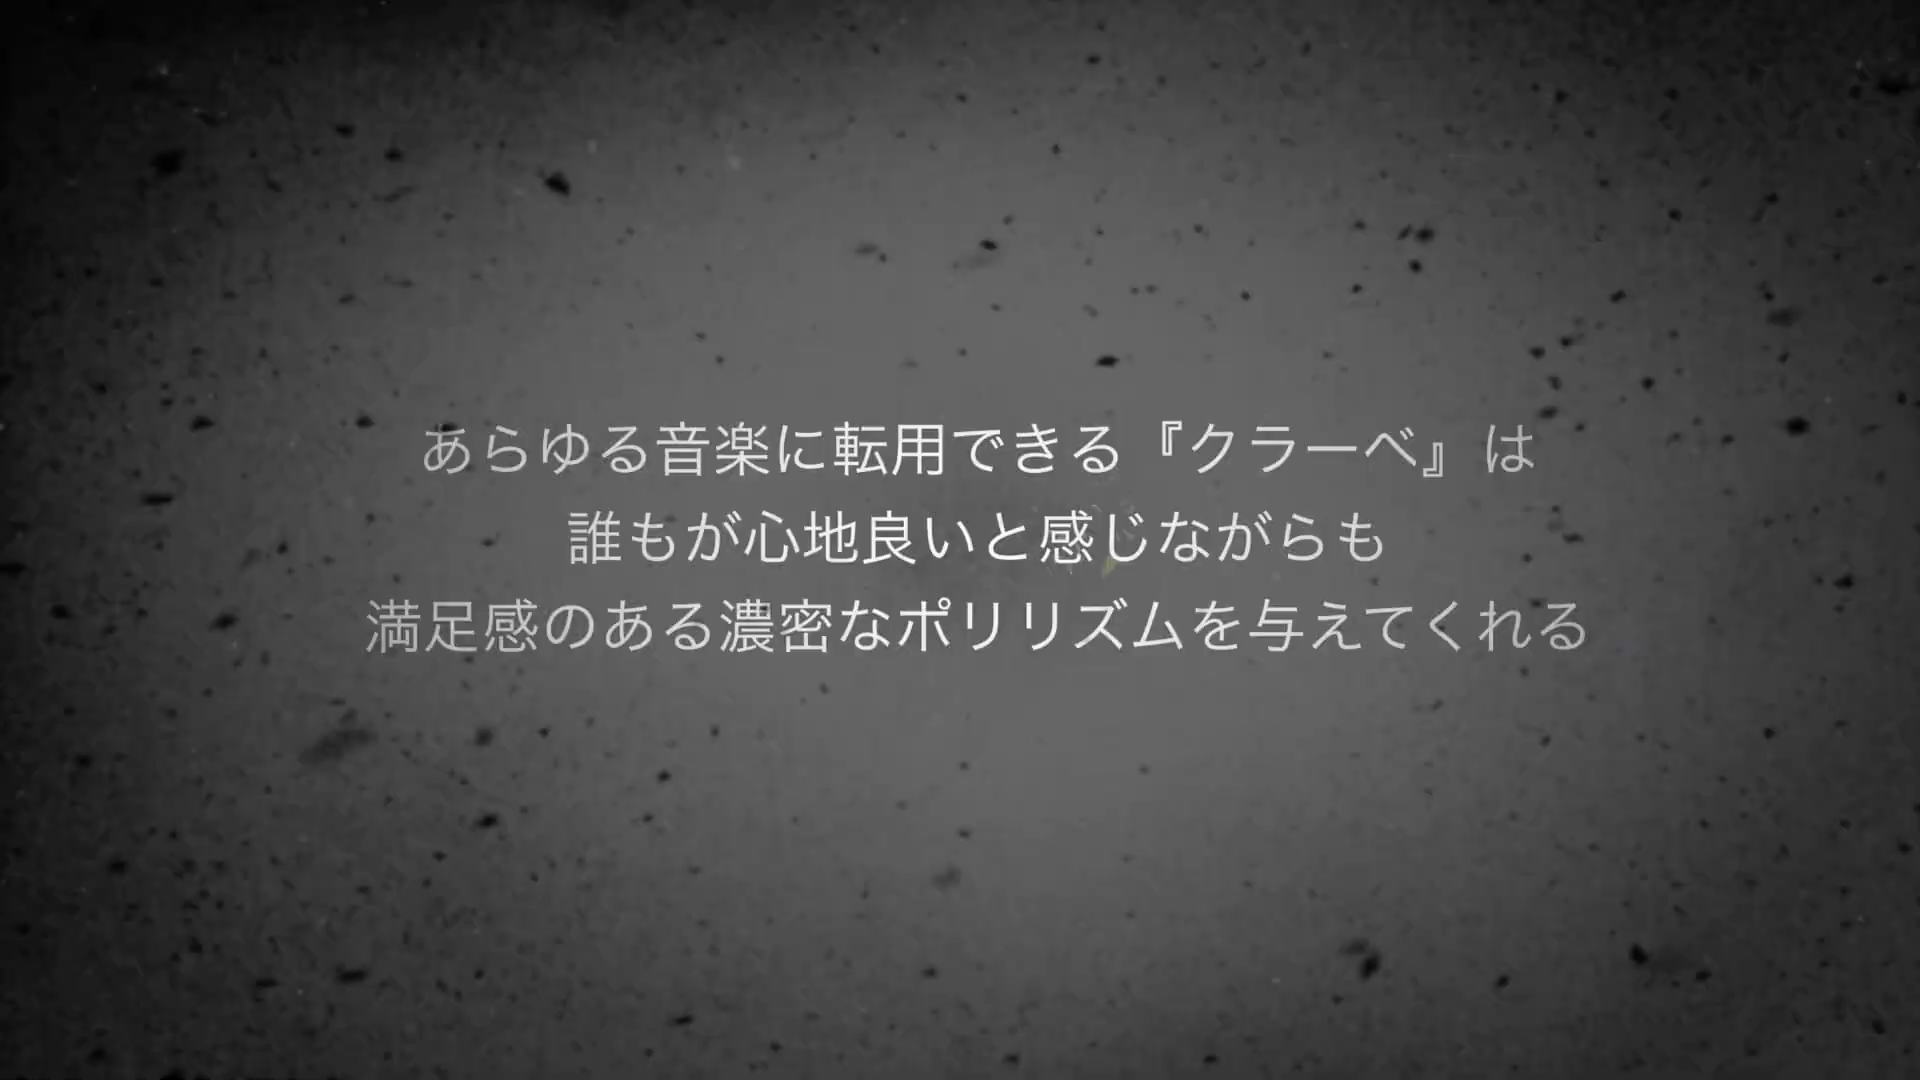 あらゆる音楽に転用できる『クラーベ』は
誰もが心地良いと感じながらも
満足感のある濃密なポリリズムを与えてくれる